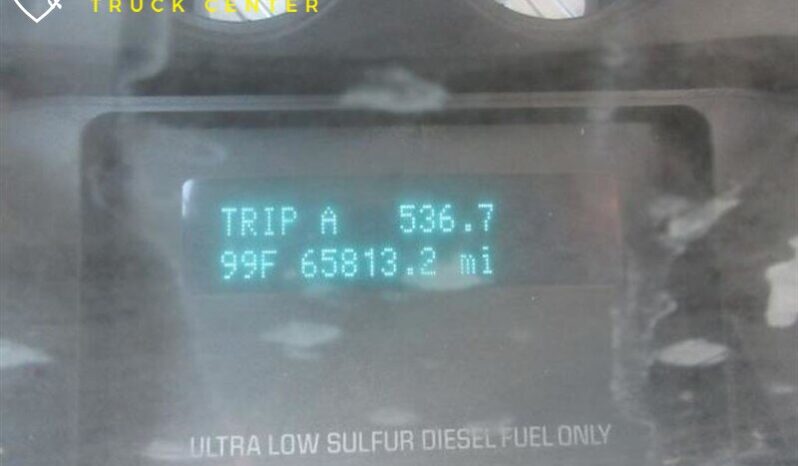 TRUCK CENTER
TRIP A 536.7
99F 65813.2 mi
ULTRA LOW SULFUR DIESEL FUEL ONLY